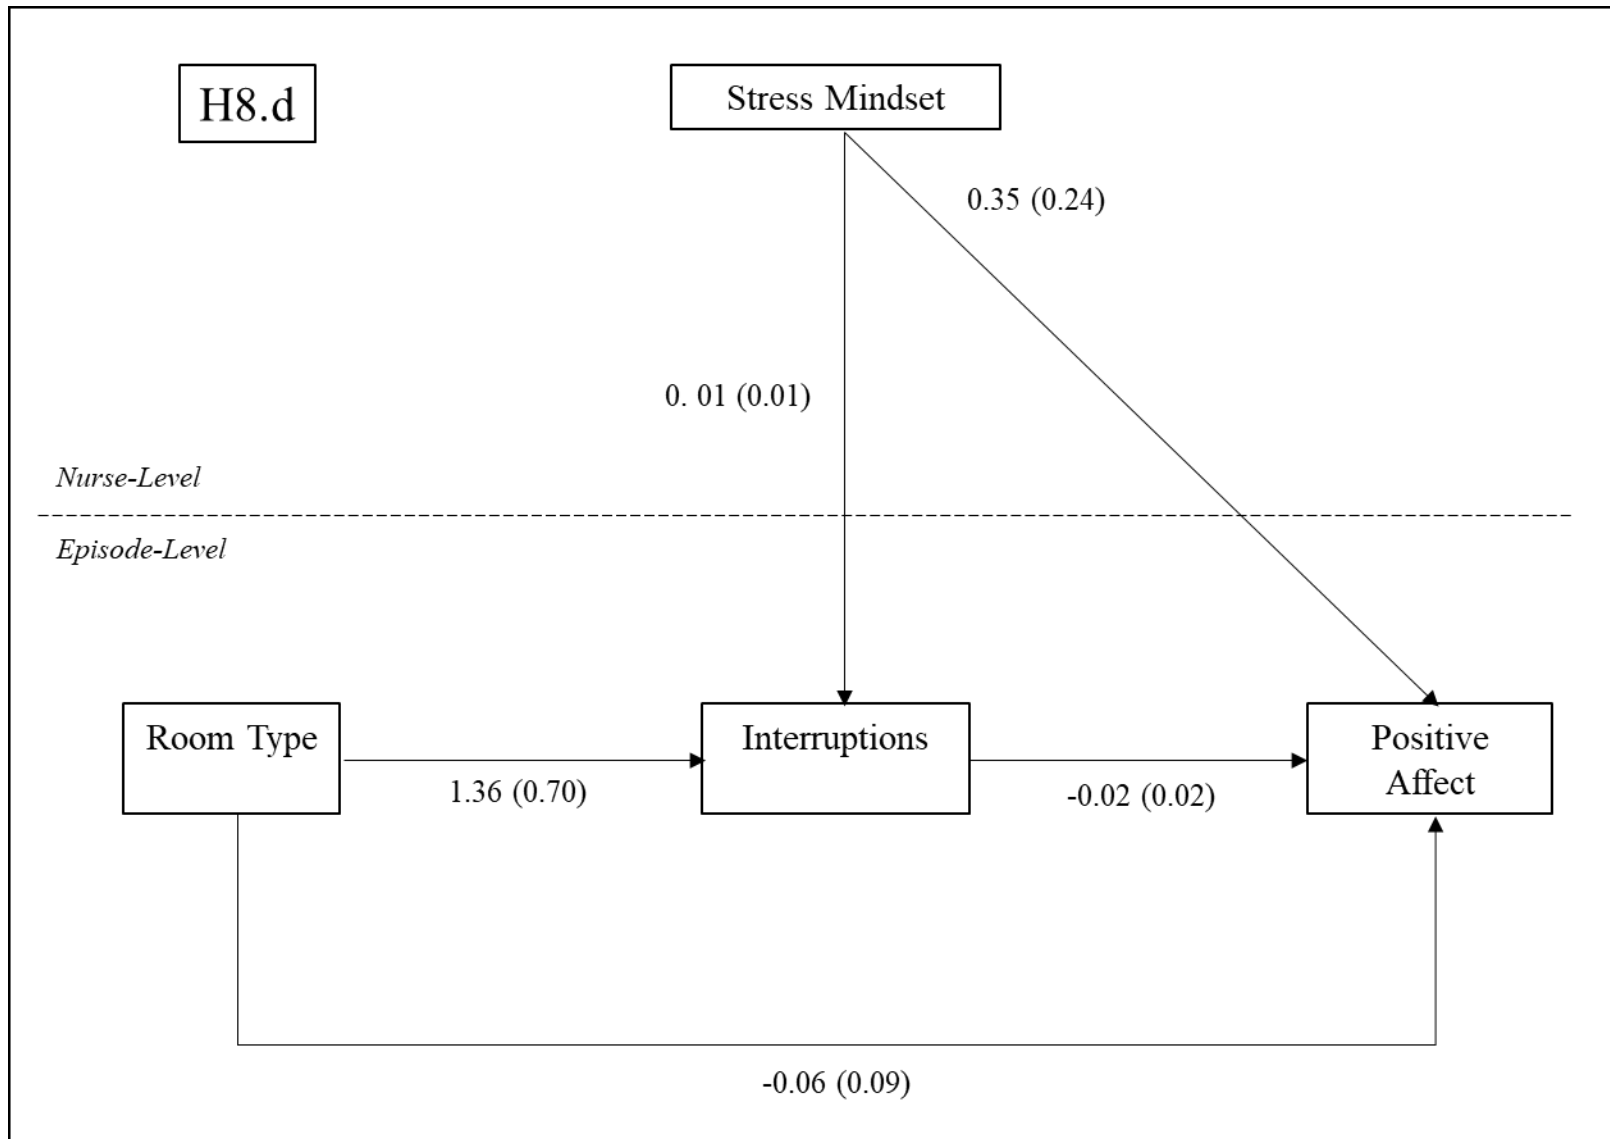 H8.d
Stress Mindset
0.35 (0.24)
0. 01 (0.01)
Nurse-Level
Episode-Level
Room Type
Interruptions
Positive
Affect
1.36 (0.70)
-0.02 (0.02)
-0.06 (0.09)